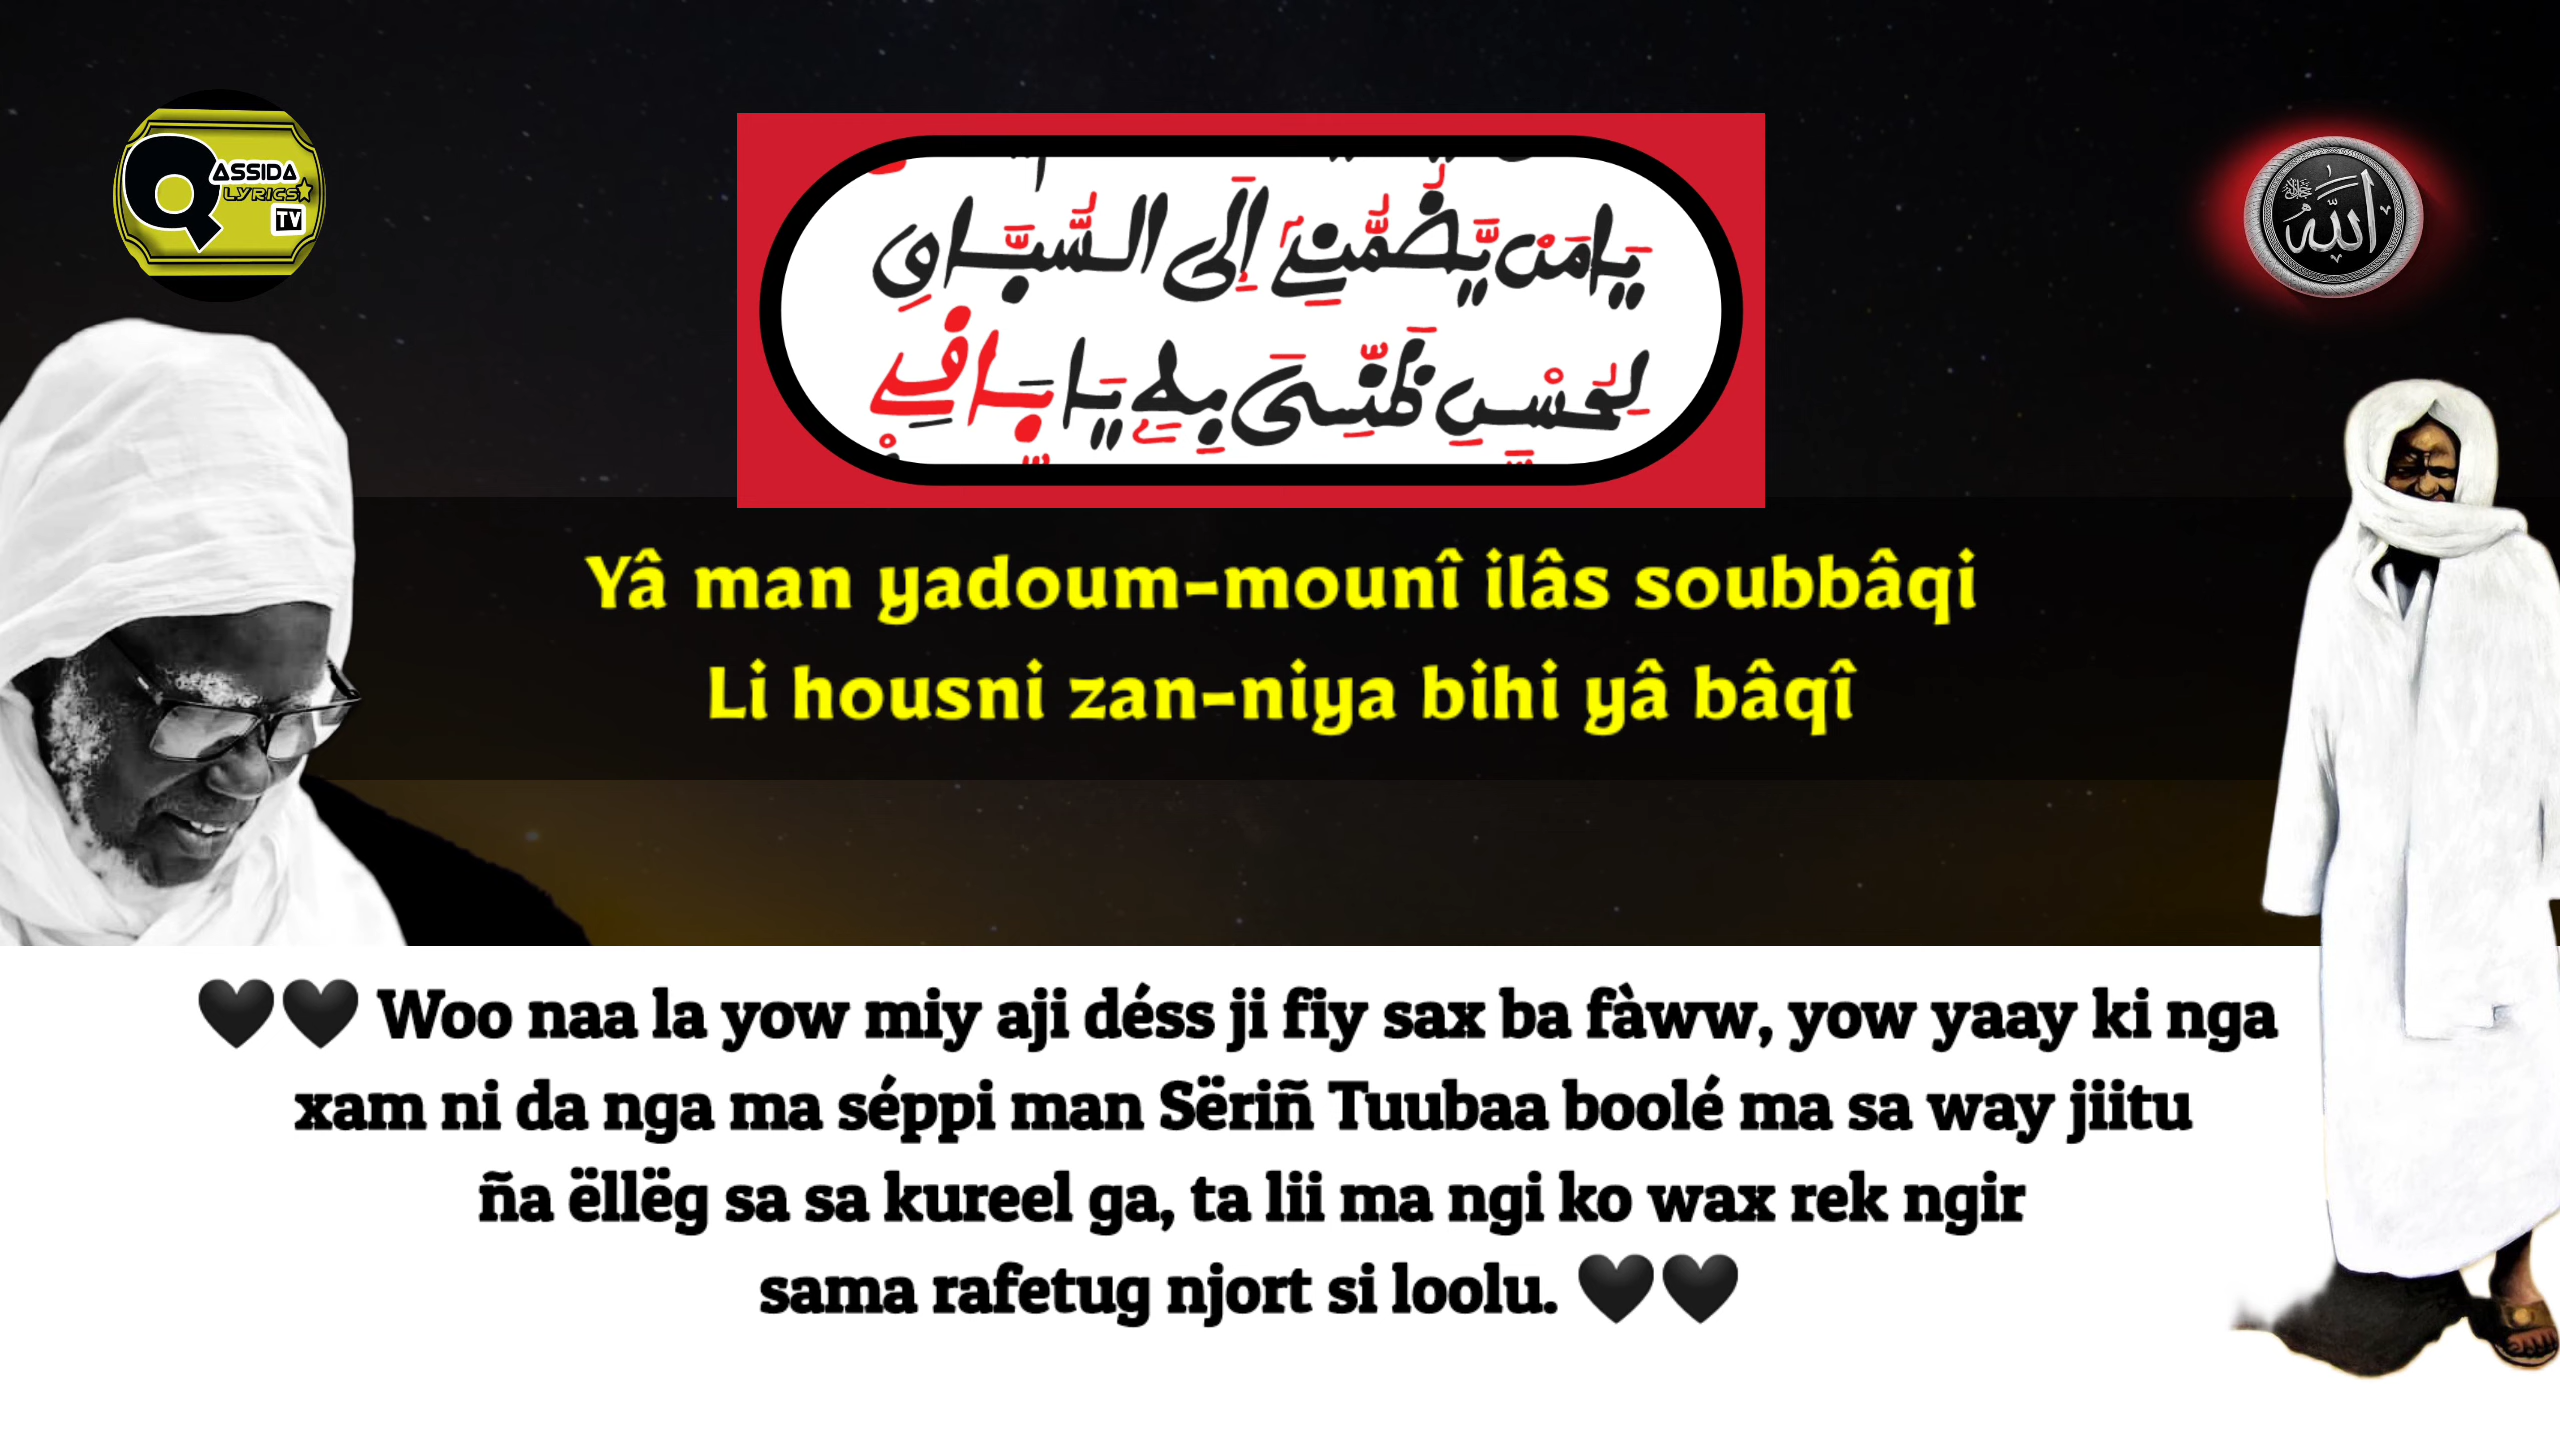 QASSIDA
LYRICS
TV
الله
يَامَنْ يَّضُمُّنِيَ إِلَى السُّبَّاقِ
لِحُسْنِ ظَنِّيَ بِهِ يَا بَاقِي
Yâ man yadoum-mounî ilâs soubbâqi
Li housni zan-niya bihi yâ bâqî
🖤🖤 Woo naa la yow miy aji déss ji fiy sax ba fàww, yow yaay ki nga
xam ni da nga ma séppi man Sëriñ Tuubaa boolé ma sa way jiitu
ña ëllëg sa sa kureel ga, ta lii ma ngi ko wax rek ngir
sama rafetug njort si loolu. 🖤🖤